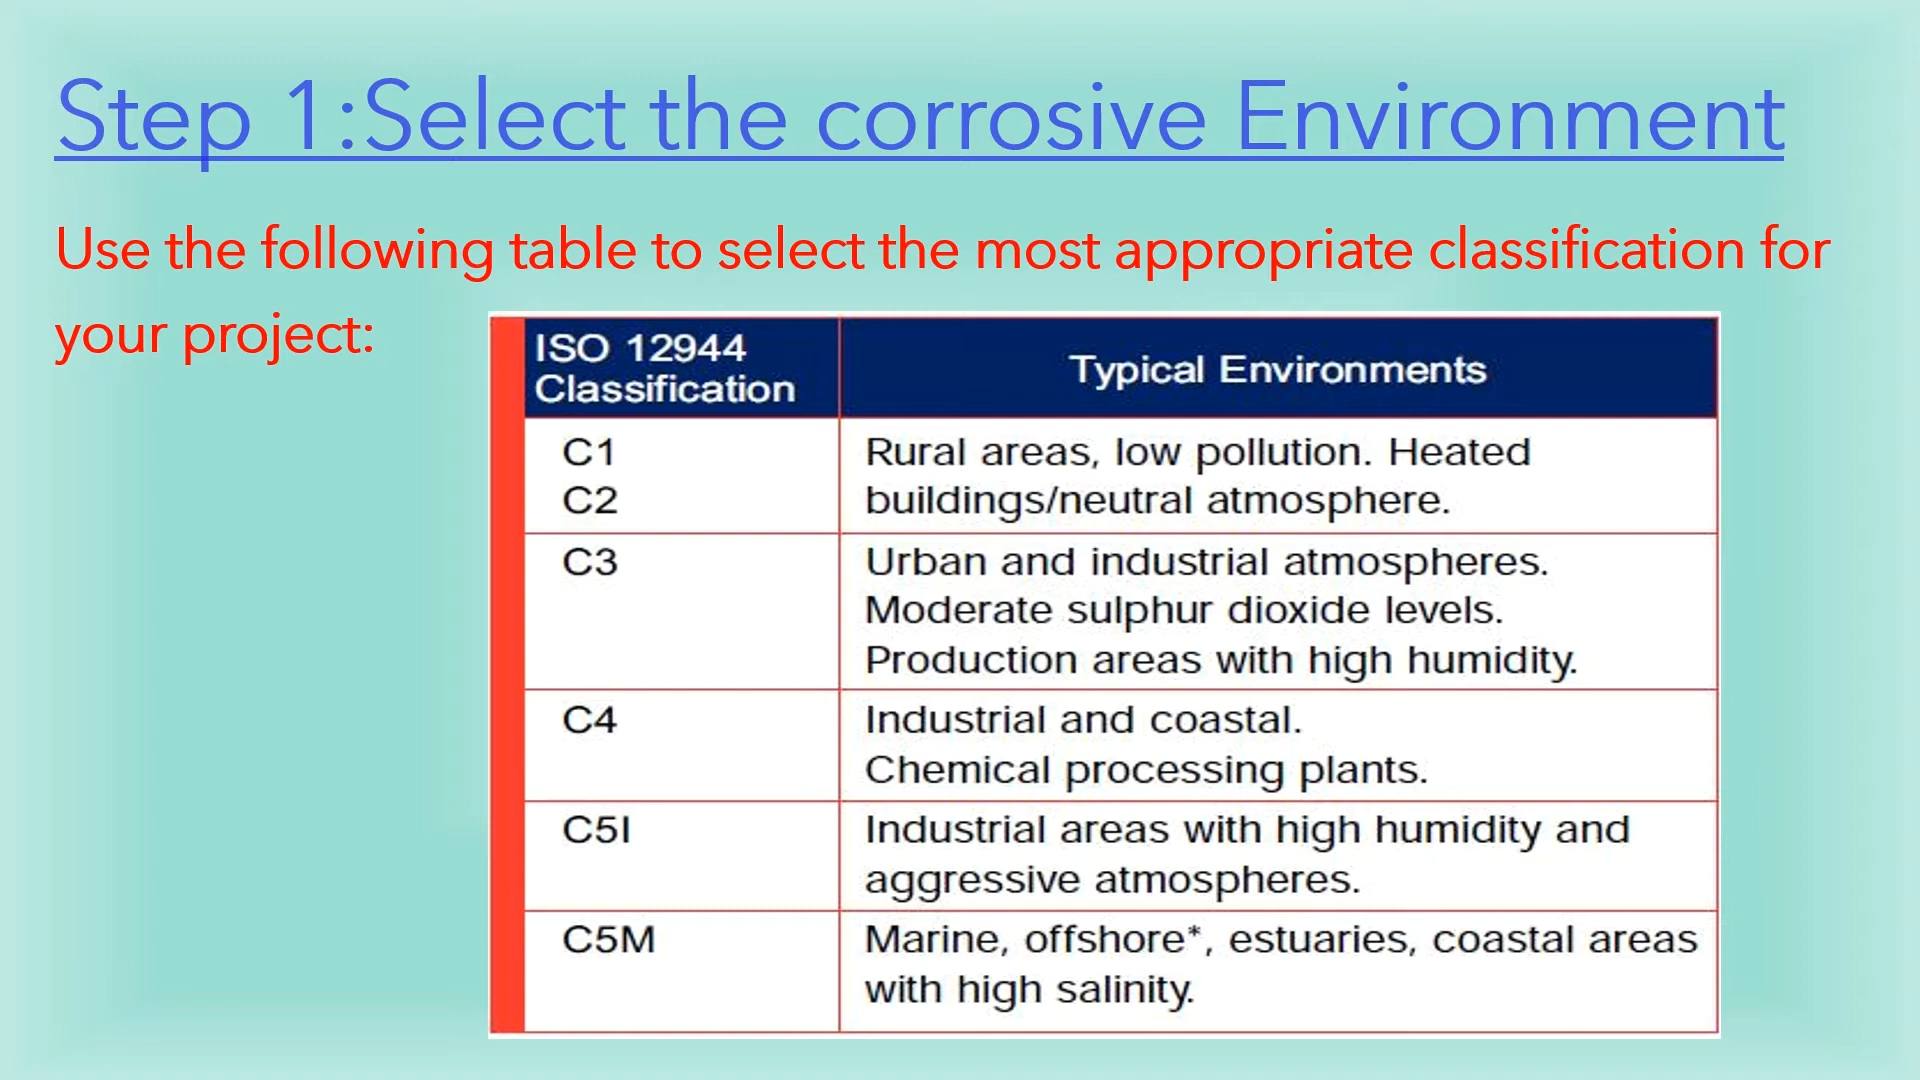 Step 1:Select the corrosive Environment
Use the following table to select the most appropriate classification for
your project:
ISO 12944
Classification
Typical Environments
C1
C2
Rural areas, low pollution. Heated
buildings/neutral atmosphere.
C3
Urban and industrial atmospheres.
Moderate sulphur dioxide levels.
Production areas with high humidity.
C4
Industrial and coastal.
Chemical processing plants.
C5I
Industrial areas with high humidity and
aggressive atmospheres.
C5M
Marine, offshore*, estuaries, coastal areas
with high salinity.